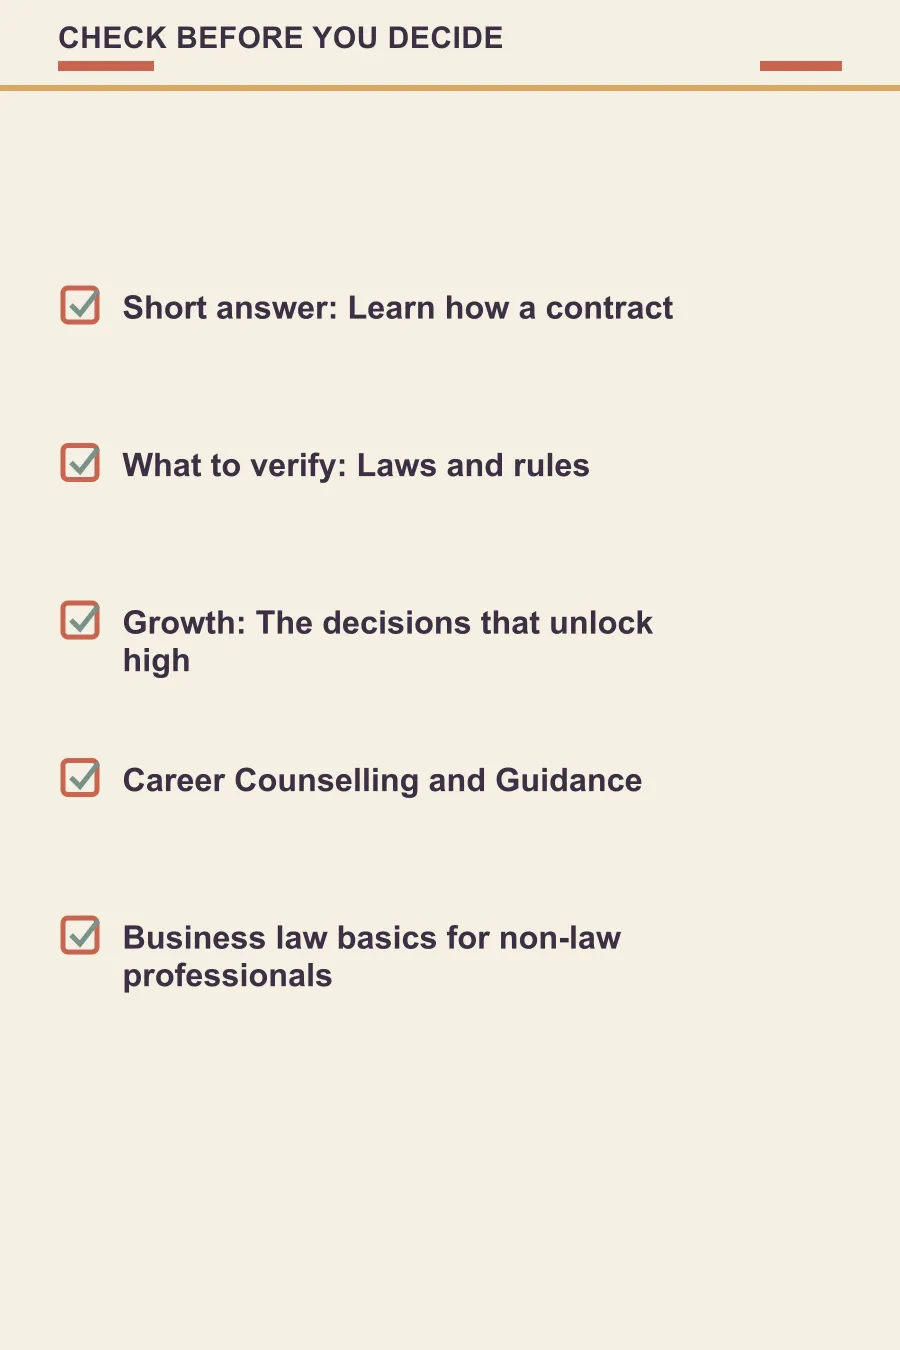 CHECK BEFORE YOU DECIDE
Short answer: Learn how a contract
What to verify: Laws and rules
Growth: The decisions that unlock
high
Career Counselling and Guidance
Business law basics for non-law
professionals